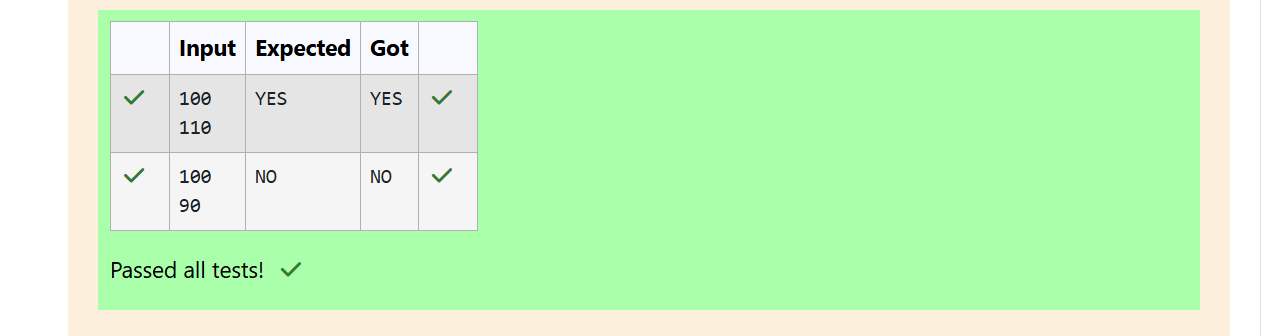 Input Expected Got
100 YES YES
110
100 NO NO
90
Passed all tests!